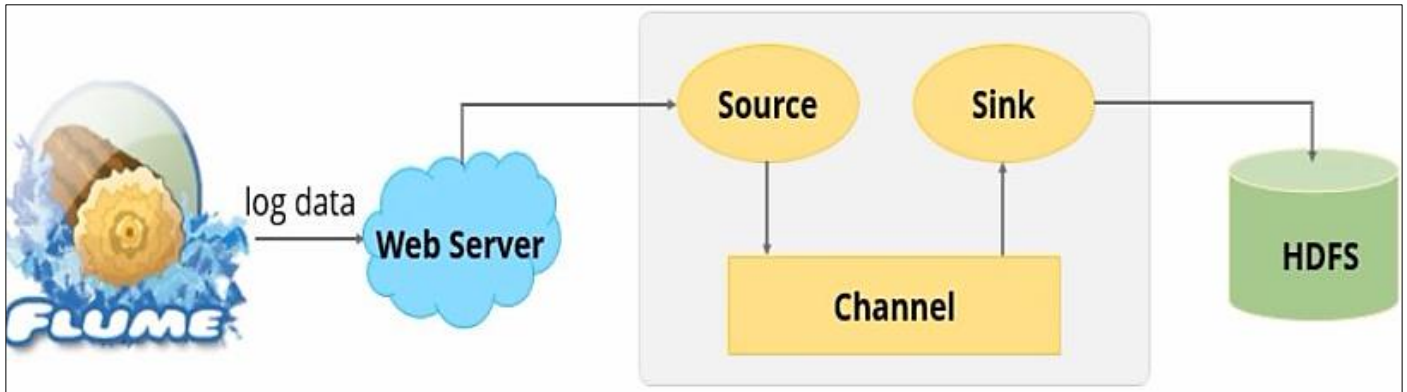 Source
Sink
log data
Web Server
HDFS
Channel
FLUME